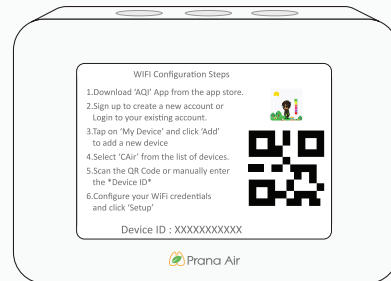 WIFI Configuration Steps
1.Download 'AQI' App from the app store.
2.Sign up to create a new account or
Login to your existing account.
3.Tap on 'My Device' and click 'Add'
to add a new device
4.Select 'CAir' from the list of devices.
5.Scan the QR Code or manually enter
the *Device ID*
6.Configure your WiFi credentials
and click 'Setup'
Device ID : XXXXXXXXXXX
Prana Air